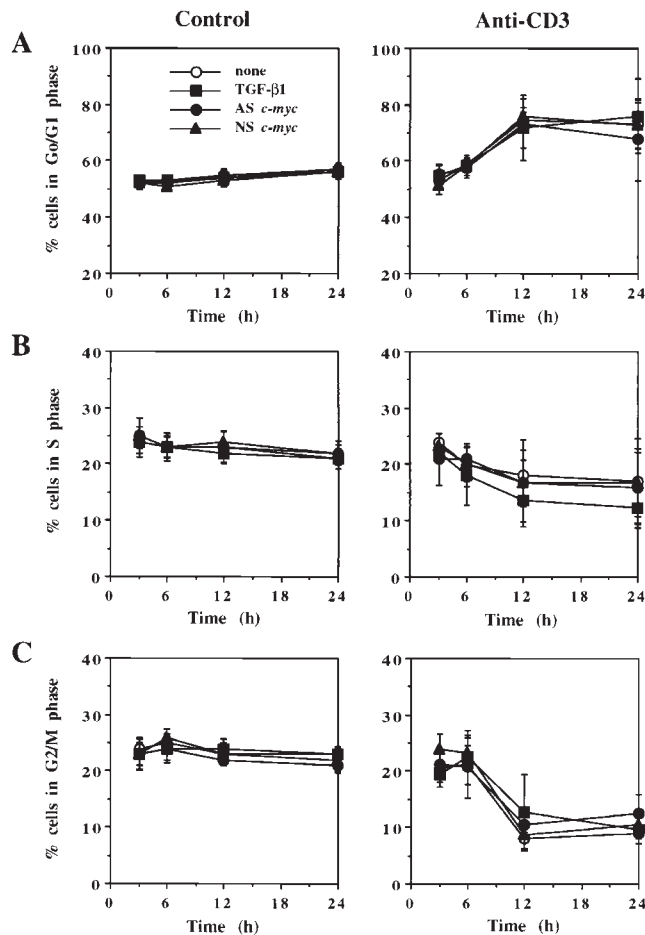 Control Anti-CD3
A
% cells in Go/G1 phase
100
80
60
40
20
none
TGF-β1
AS c-myc
NS c-myc
0 6 12 18 24
Time (h)
100
80
60
40
20
0 6 12 18 24
Time (h)
B
% cells in S phase
40
30
20
10
0
0 6 12 18 24
Time (h)
40
30
20
10
0
0 6 12 18 24
Time (h)
C
% cells in G2/M phase
40
30
20
10
0
0 6 12 18 24
Time (h)
40
30
20
10
0
0 6 12 18 24
Time (h)